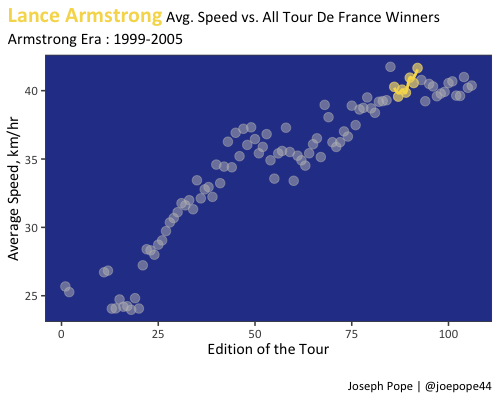 Lance Armstrong Avg. Speed vs. All Tour De France Winners
Armstrong Era : 1999-2005
Average Speed, km/hr
40
35
30
25
0 25 50 75 100
Edition of the Tour
Joseph Pope | @joepope44